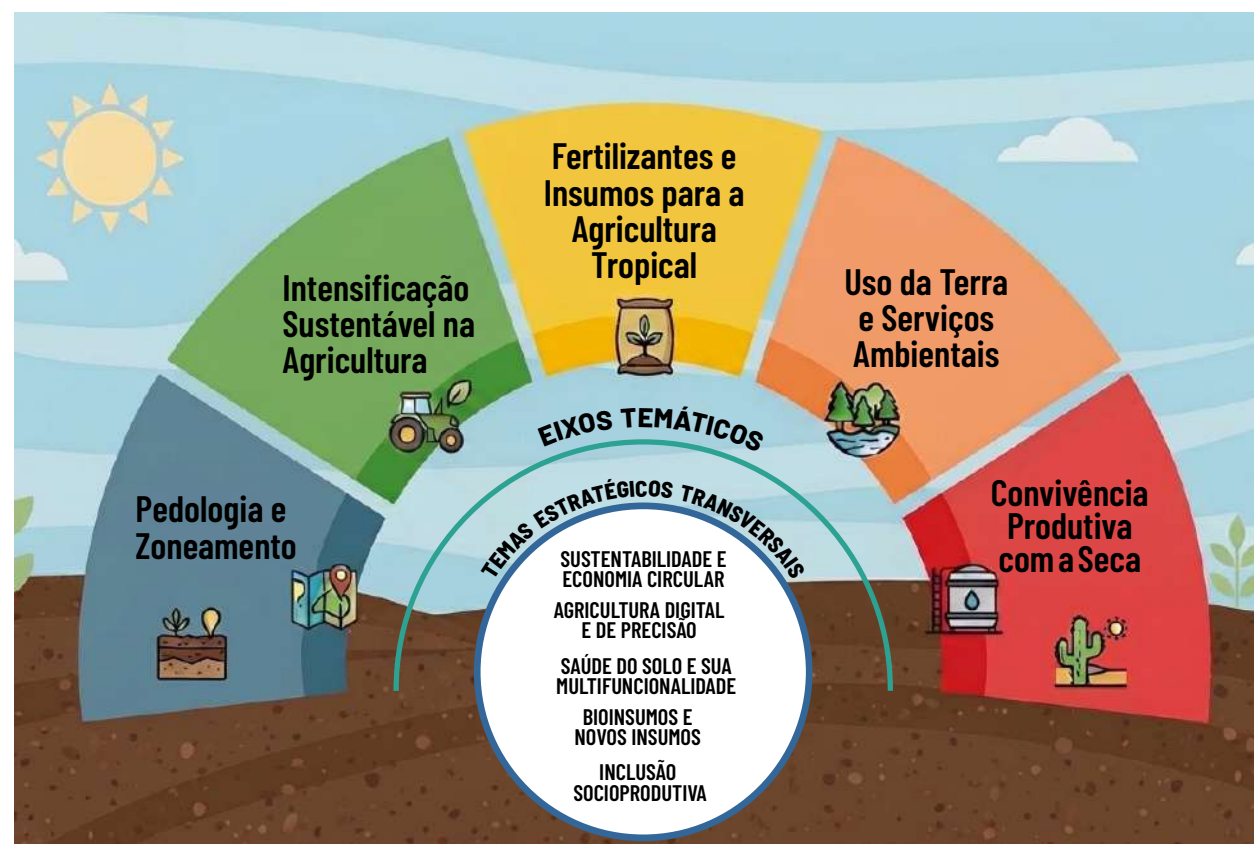 Fertilizantes e
Insumos para a
Agricultura
Tropical
Intensificação
Sustentável na
Agricultura
Uso da Terra
e Serviços
Ambientais
Pedologia e
Zoneamento
Convivência
Produtiva
com a Seca
EIXOS TEMÁTICOS
TEMAS ESTRATÉGICOS TRANSVERSAIS
SUSTENTABILIDADE E
ECONOMIA CIRCULAR
AGRICULTURA DIGITAL
E DE PRECISÃO
SAÚDE DO SOLO E SUA
MULTIFUNCIONALIDADE
BIOINSUMOS E
NOVOS INSUMOS
INCLUSÃO
SOCIOPRODUTIVA